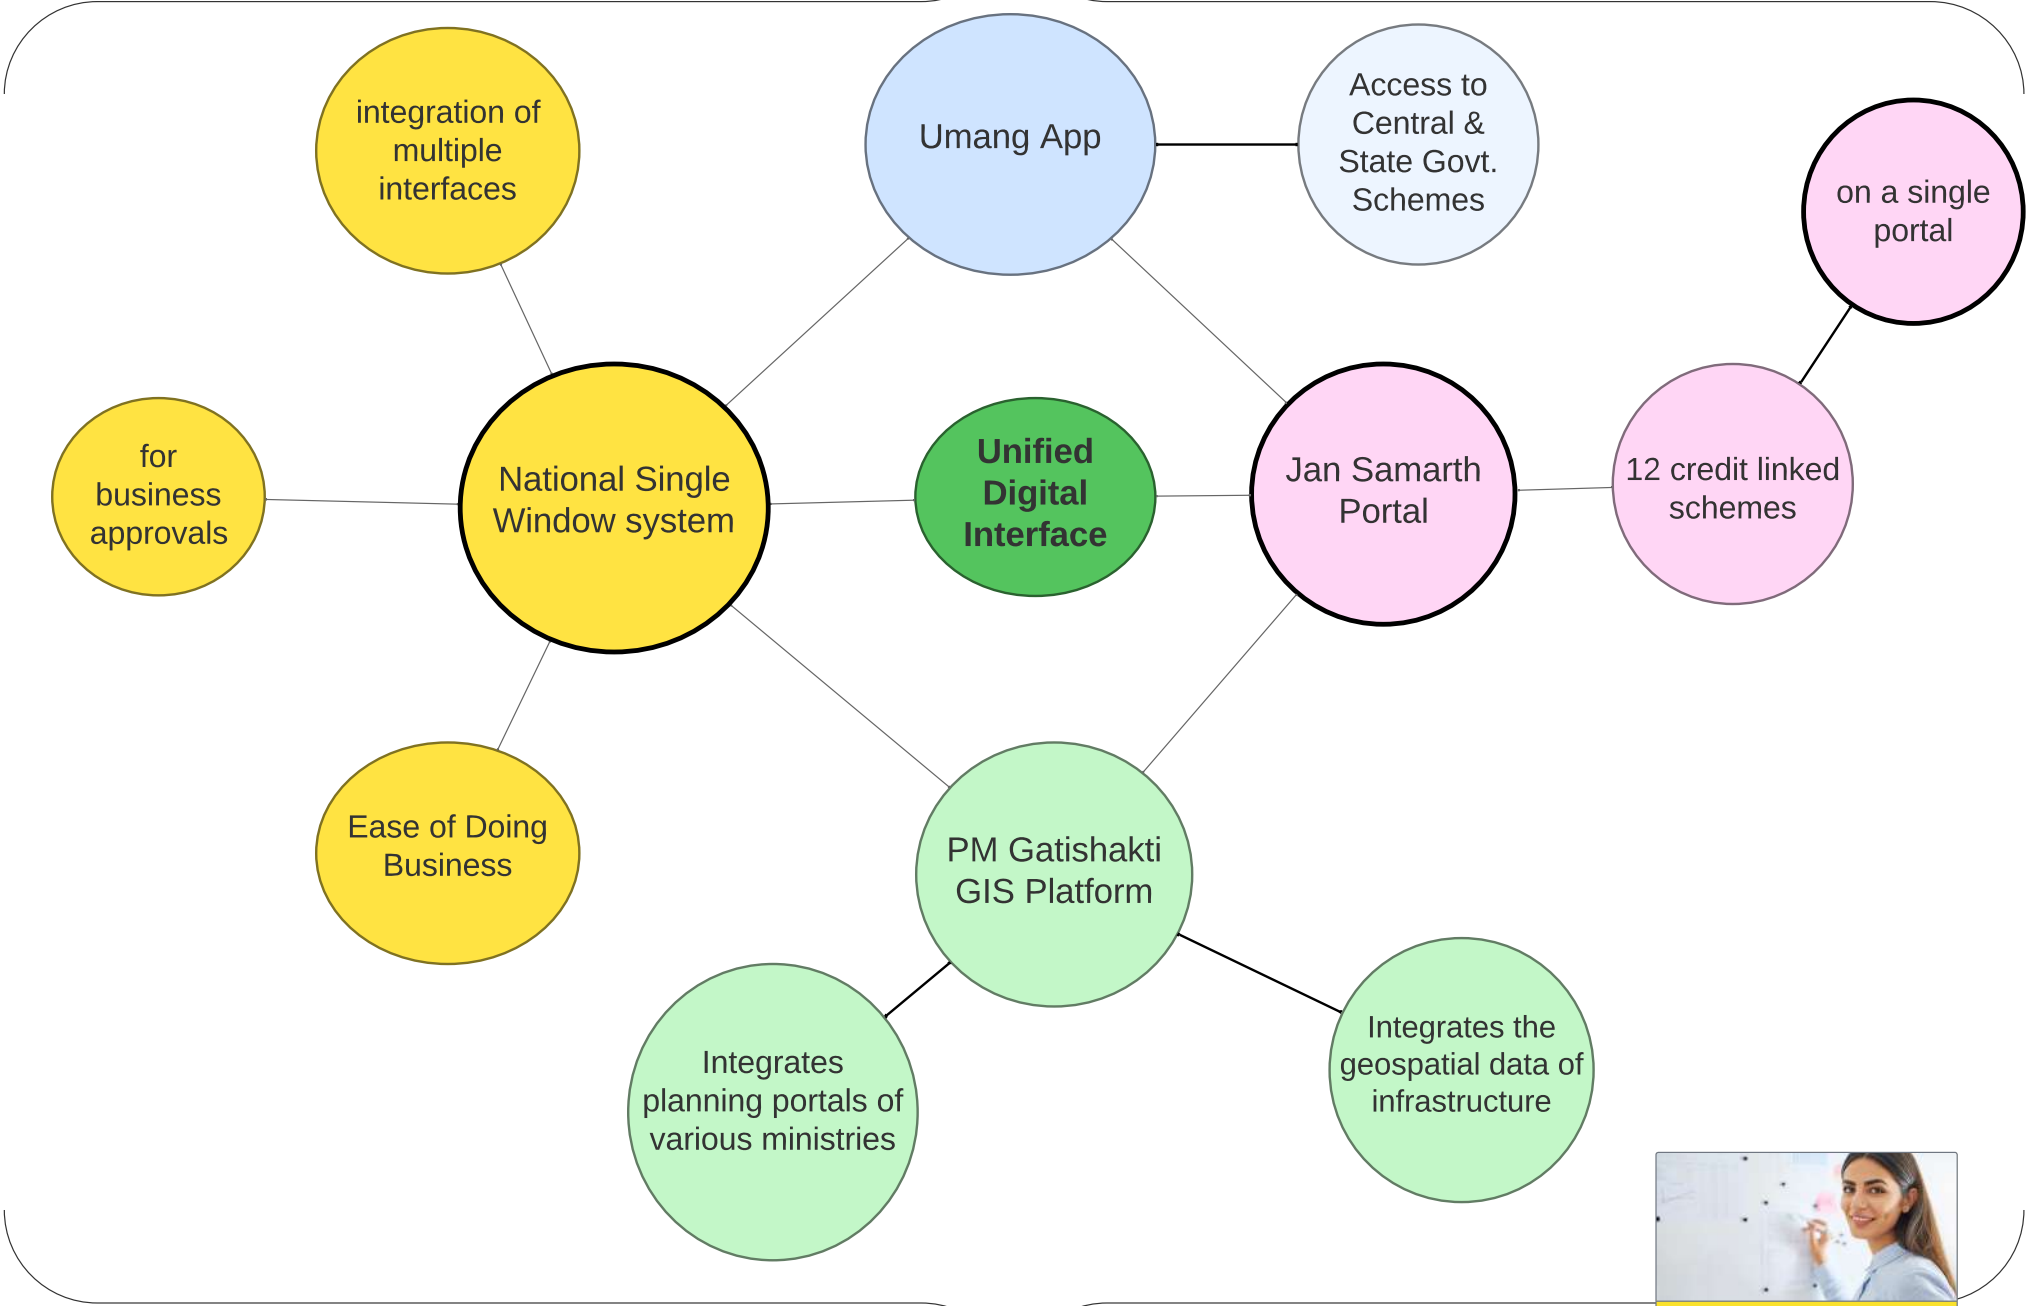 integration of
multiple
interfaces
Umang App
Access to
Central &
State Govt.
Schemes
on a single
portal
for
business
approvals
National Single
Window system
Unified
Digital
Interface
Jan Samarth
Portal
12 credit linked
schemes
Ease of Doing
Business
PM Gatishakti
GIS Platform
Integrates
planning portals of
various ministries
Integrates the
geospatial data of
infrastructure